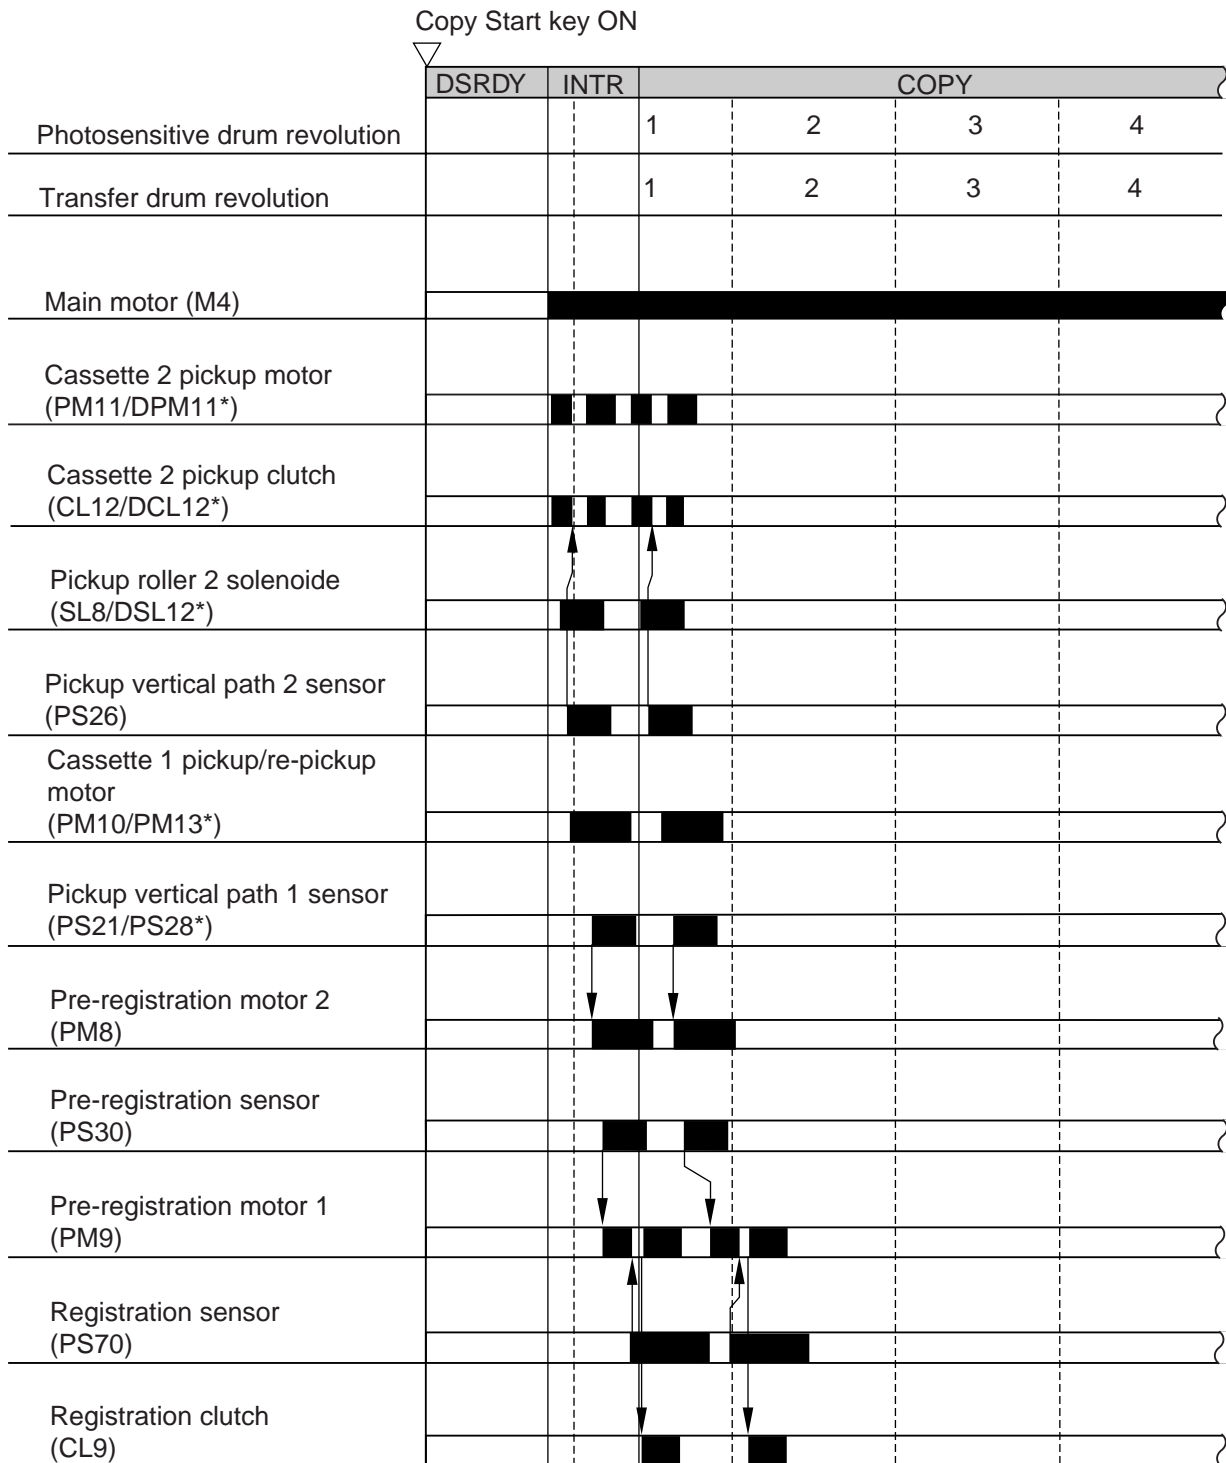 Copy Start key ON
DSRDY INTR COPY
Photosensitive drum revolution 1 2 3 4
Transfer drum revolution 1 2 3 4
Main motor (M4)
Cassette 2 pickup motor
(PM11/DPM11*)
Cassette 2 pickup clutch
(CL12/DCL12*)
Pickup roller 2 solenoide
(SL8/DSL12*)
Pickup vertical path 2 sensor
(PS26)
Cassette 1 pickup/re-pickup
motor
(PM10/PM13*)
Pickup vertical path 1 sensor
(PS21/PS28*)
Pre-registration motor 2
(PM8)
Pre-registration sensor
(PS30)
Pre-registration motor 1
(PM9)
Registration sensor
(PS70)
Registration clutch
(CL9)